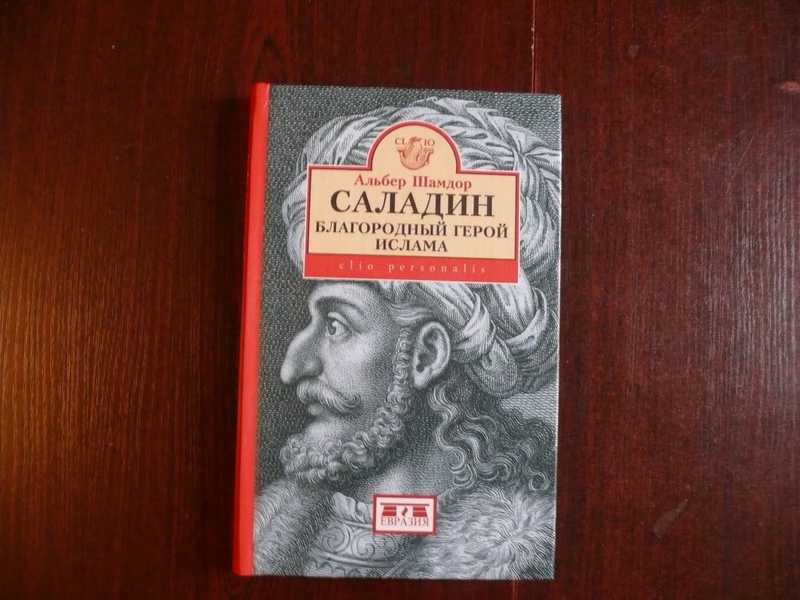 CLIO
Альбер Шамдор
САЛАДИН
БЛАГОРОДНЫЙ ГЕРОЙ
ИСЛАМА
clio personalis
ЕВРАЗИЯ